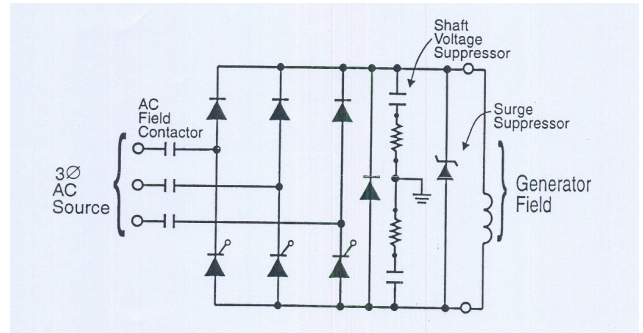 Shaft
Voltage
Suppressor
AC
Field
Contactor
Surge
Suppressor
3Ø
AC
Source
Generator
Field